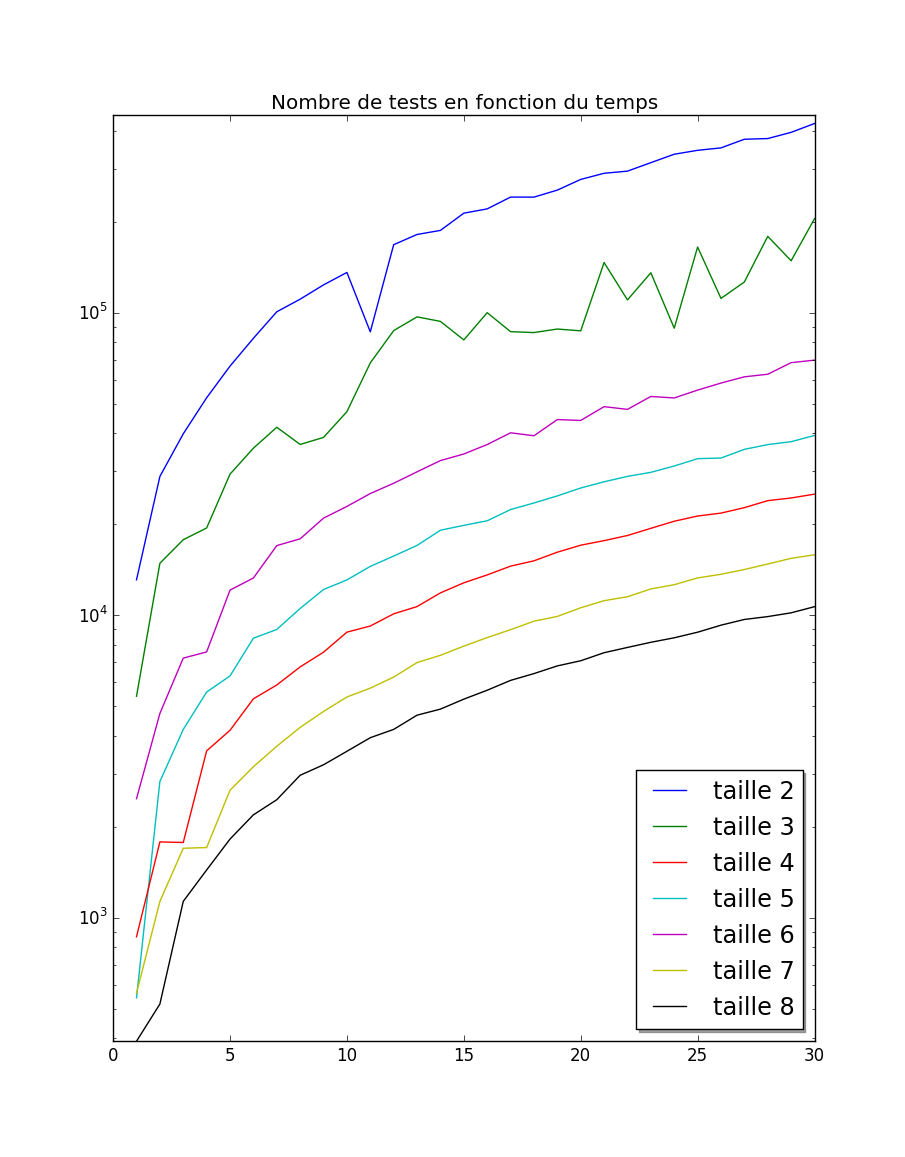 Nombre de tests en fonction du temps
10^5
10^4
10^3
taille 2
taille 3
taille 4
taille 5
taille 6
taille 7
taille 8
0 5 10 15 20 25 30